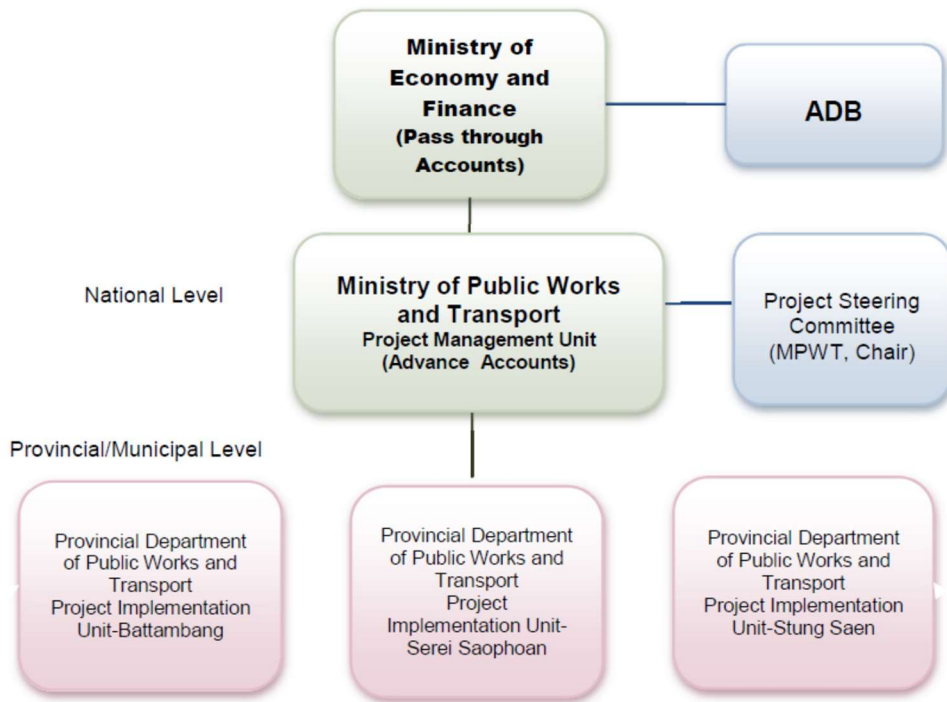 Ministry of
Economy and
Finance
(Pass through
Accounts)
ADB
National Level
Ministry of Public Works
and Transport
Project Management Unit
(Advance Accounts)
Project Steering
Committee
(MPWT, Chair)
Provincial/Municipal Level
Provincial Department
of Public Works and
Transport
Project Implementation
Unit-Battambang
Provincial Department
of Public Works and
Transport
Project
Implementation Unit-
Serei Saophoan
Provincial Department
of Public Works and
Transport
Project Implementation
Unit-Stung Saen